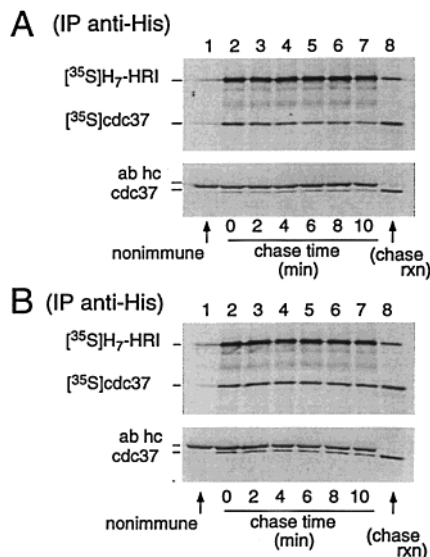 A (IP anti-His)
1 2 3 4 5 6 7 8
[³⁵S]H₇-HRI
[³⁵S]cdc37
ab hc
cdc37
0 2 4 6 8 10
nonimmune
chase time
(min)
(chase
rxn)
B (IP anti-His)
1 2 3 4 5 6 7 8
[³⁵S]H₇-HRI
[³⁵S]cdc37
ab hc
cdc37
0 2 4 6 8 10
nonimmune
chase time
(min)
(chase
rxn)